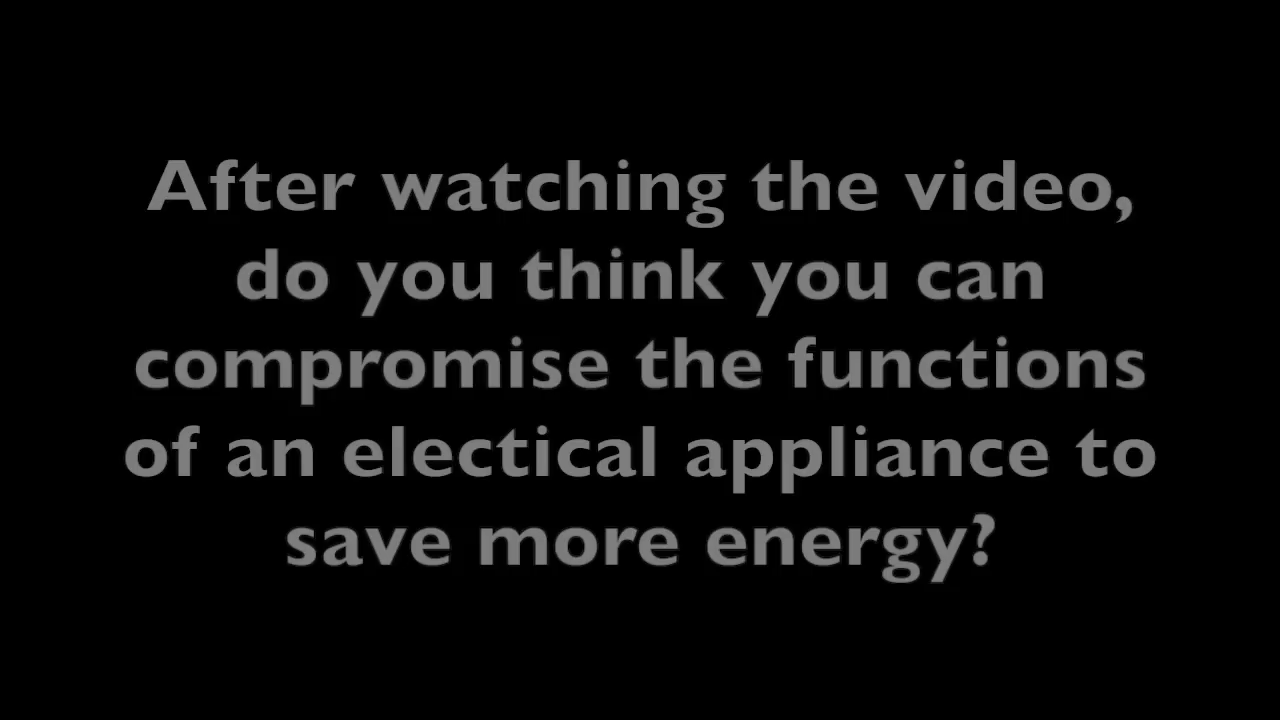 After watching the video,
do you think you can
compromise the functions
of an electical appliance to
save more energy?